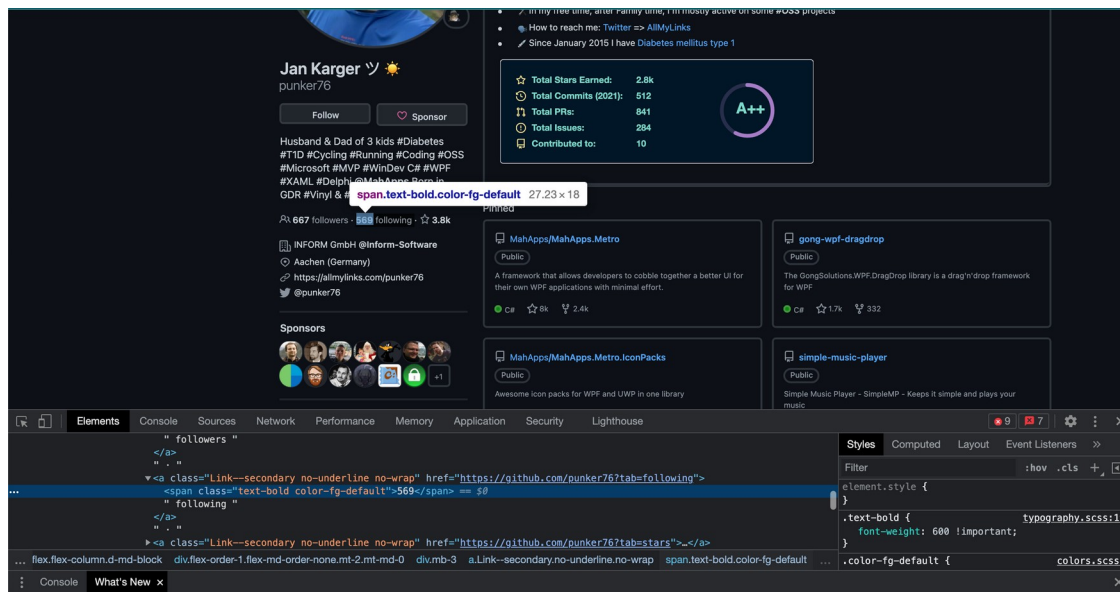 In my free time, after Family time, I'm mostly active on some #OSS projects
How to reach me: Twitter => AllMyLinks
Since January 2015 I have Diabetes mellitus type 1
Jan Karger ツ ☀️
punker76
Follow
Sponsor
Husband & Dad of 3 kids #Diabetes
#T1D #Cycling #Running #Coding #OSS
#Microsoft #MVP #WinDev C# #WPF
#XAML #Delphi @MahApps Born in
GDR #Vinyl &
span.text-bold.color-fg-default 27.23 × 18
667 followers · 569 following · 3.8k
INFORM GmbH @Inform-Software
Aachen (Germany)
https://allmylinks.com/punker76
@punker76
Sponsors
+1
Total Stars Earned: 2.8k
Total Commits (2021): 512
Total PRs: 841
Total Issues: 284
Contributed to: 10
A++
Pinned
MahApps/MahApps.Metro
Public
A framework that allows developers to cobble together a better UI for
their own WPF applications with minimal effort.
C# 8k 2.4k
gong-wpf-dragdrop
Public
The GongSolutions.WPF.DragDrop library is a drag'n'drop framework
for WPF
C# 1.7k 332
MahApps/MahApps.Metro.IconPacks
Public
Awesome icon packs for WPF and UWP in one library
simple-music-player
Public
Simple Music Player - SimpleMP - Keeps it simple and plays your
music
Elements Console Sources Network Performance Memory Application Security Lighthouse 9 7
" followers "
</a>
" · "
▼<a class="Link--secondary no-underline no-wrap" href="https://github.com/punker76?tab=following">
<span class="text-bold color-fg-default">569</span> == $0
" following "
</a>
" · "
▶<a class="Link--secondary no-underline no-wrap" href="https://github.com/punker76?tab=stars">…</a>
... flex.flex-column.d-md-block div.flex-order-1.flex-md-order-none.mt-2.mt-md-0 div.mb-3 a.Link--secondary.no-underline.no-wrap span.text-bold.color-fg-default ...
Styles Computed Layout Event Listeners »
Filter :hov .cls +
element.style {
}
.text-bold { typography.scss:1
font-weight: 600 !important;
}
.color-fg-default { colors.scss
Console What's New ×